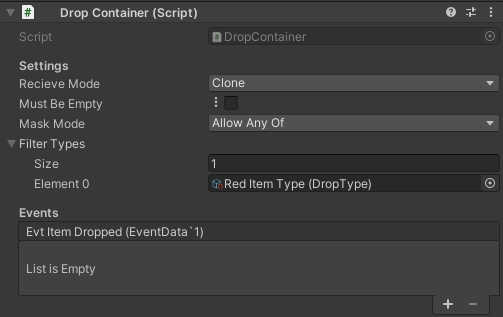 Drop Container (Script)
Script DropContainer
Settings
Recieve Mode Clone
Must Be Empty
Mask Mode Allow Any Of
Filter Types
Size 1
Element 0 Red Item Type (DropType)
Events
Evt Item Dropped (EventData`1)
List is Empty